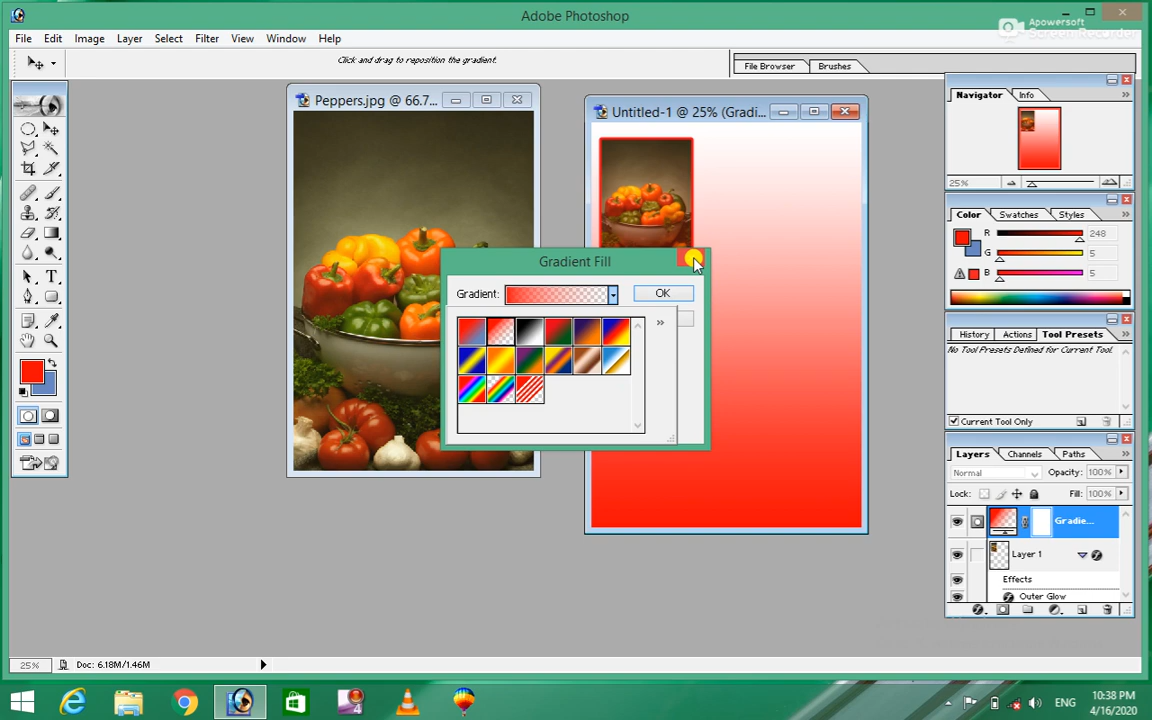 Adobe Photoshop
Apowersoft
Screen Recorder
File Edit Image Layer Select Filter View Window Help
Click and drag to reposition the gradient.
File Browser Brushes
Peppers.jpg @ 66.7...
Untitled-1 @ 25% (Gradi...
Navigator Info
25%
Color Swatches Styles
R 248
G 5
B 5
Gradient Fill
Gradient: OK
History Actions Tool Presets
No Tool Presets Defined for Current Tool.
Current Tool Only
Layers Channels Paths
Normal Opacity: 100%
Lock: Fill: 100%
Gradie...
Layer 1
Effects
Outer Glow
25% Doc: 6.18M/1.46M
ENG
10:38 PM
4/16/2020